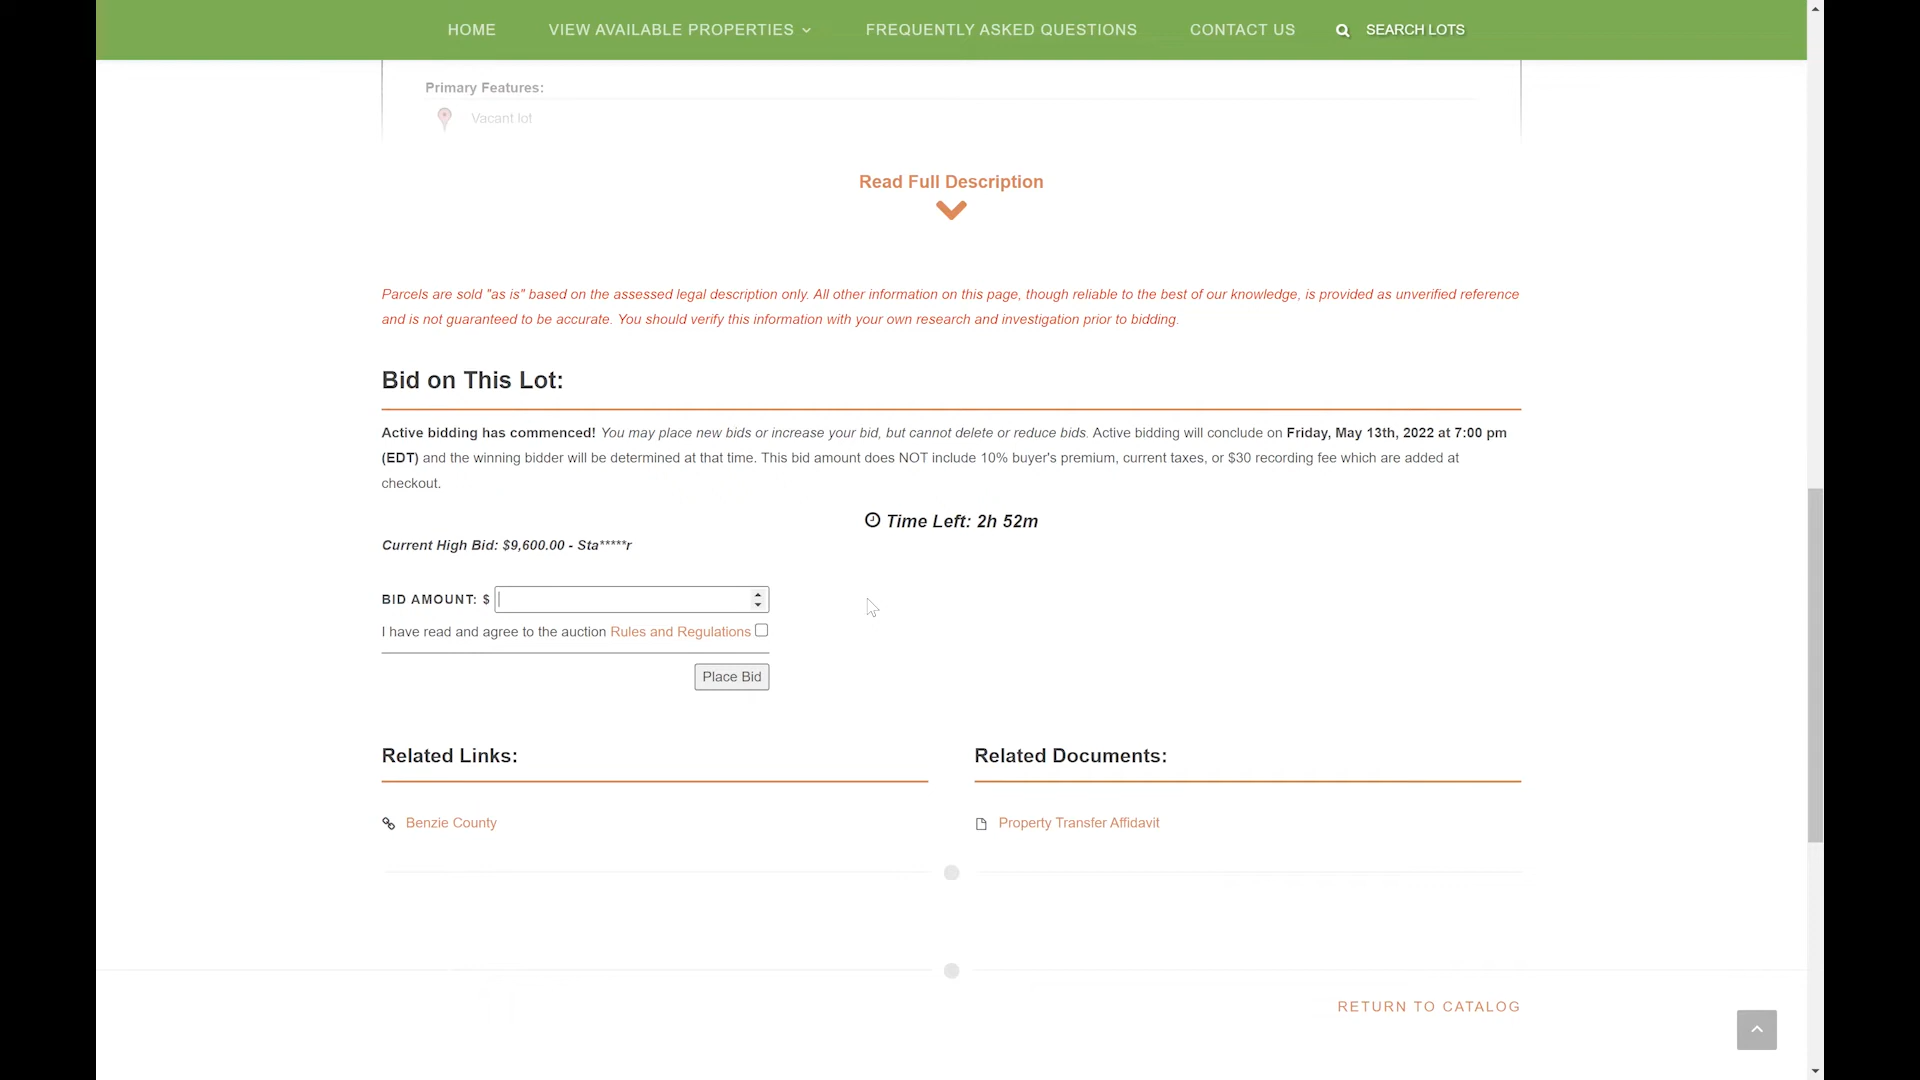 HOME VIEW AVAILABLE PROPERTIES FREQUENTLY ASKED QUESTIONS CONTACT US SEARCH LOTS
Primary Features:
Vacant lot
Read Full Description
Parcels are sold "as is" based on the assessed legal description only. All other information on this page, though reliable to the best of our knowledge, is provided as unverified reference
and is not guaranteed to be accurate. You should verify this information with your own research and investigation prior to bidding.
Bid on This Lot:
Active bidding has commenced! You may place new bids or increase your bid, but cannot delete or reduce bids. Active bidding will conclude on Friday, May 13th, 2022 at 7:00 pm
(EDT) and the winning bidder will be determined at that time. This bid amount does NOT include 10% buyer's premium, current taxes, or $30 recording fee which are added at
checkout.
Time Left: 2h 52m
Current High Bid: $9,600.00 - Sta*****r
BID AMOUNT: $
I have read and agree to the auction Rules and Regulations
Place Bid
Related Links:
Benzie County
Related Documents:
Property Transfer Affidavit
RETURN TO CATALOG